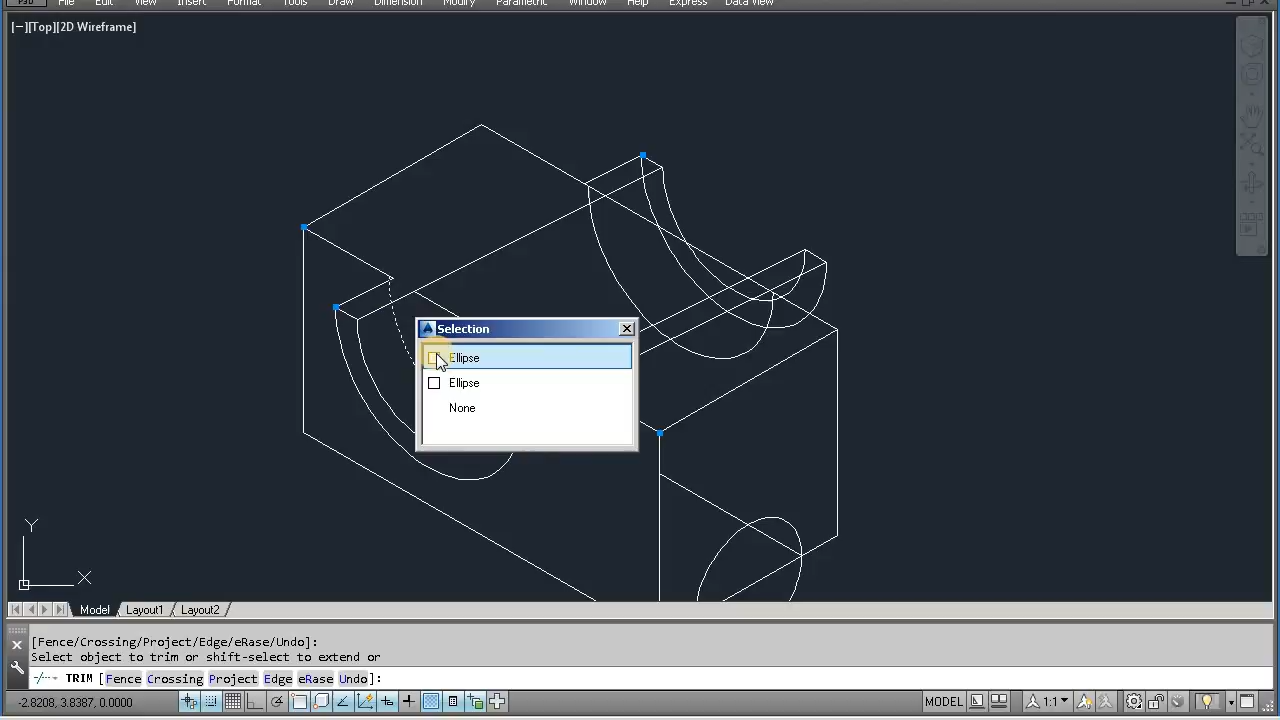 File Edit View Insert Format Tools Draw Dimension Modify Parametric Window Help Express Data View
[−][Top][2D Wireframe]
Selection
Ellipse
Ellipse
None
Y
X
Model Layout1 Layout2
[Fence/Crossing/Project/Edge/eRase/Undo]:
Select object to trim or shift-select to extend or
TRIM [Fence Crossing Project Edge eRase Undo]:
-2.8208, 3.8387, 0.0000 MODEL 1:1